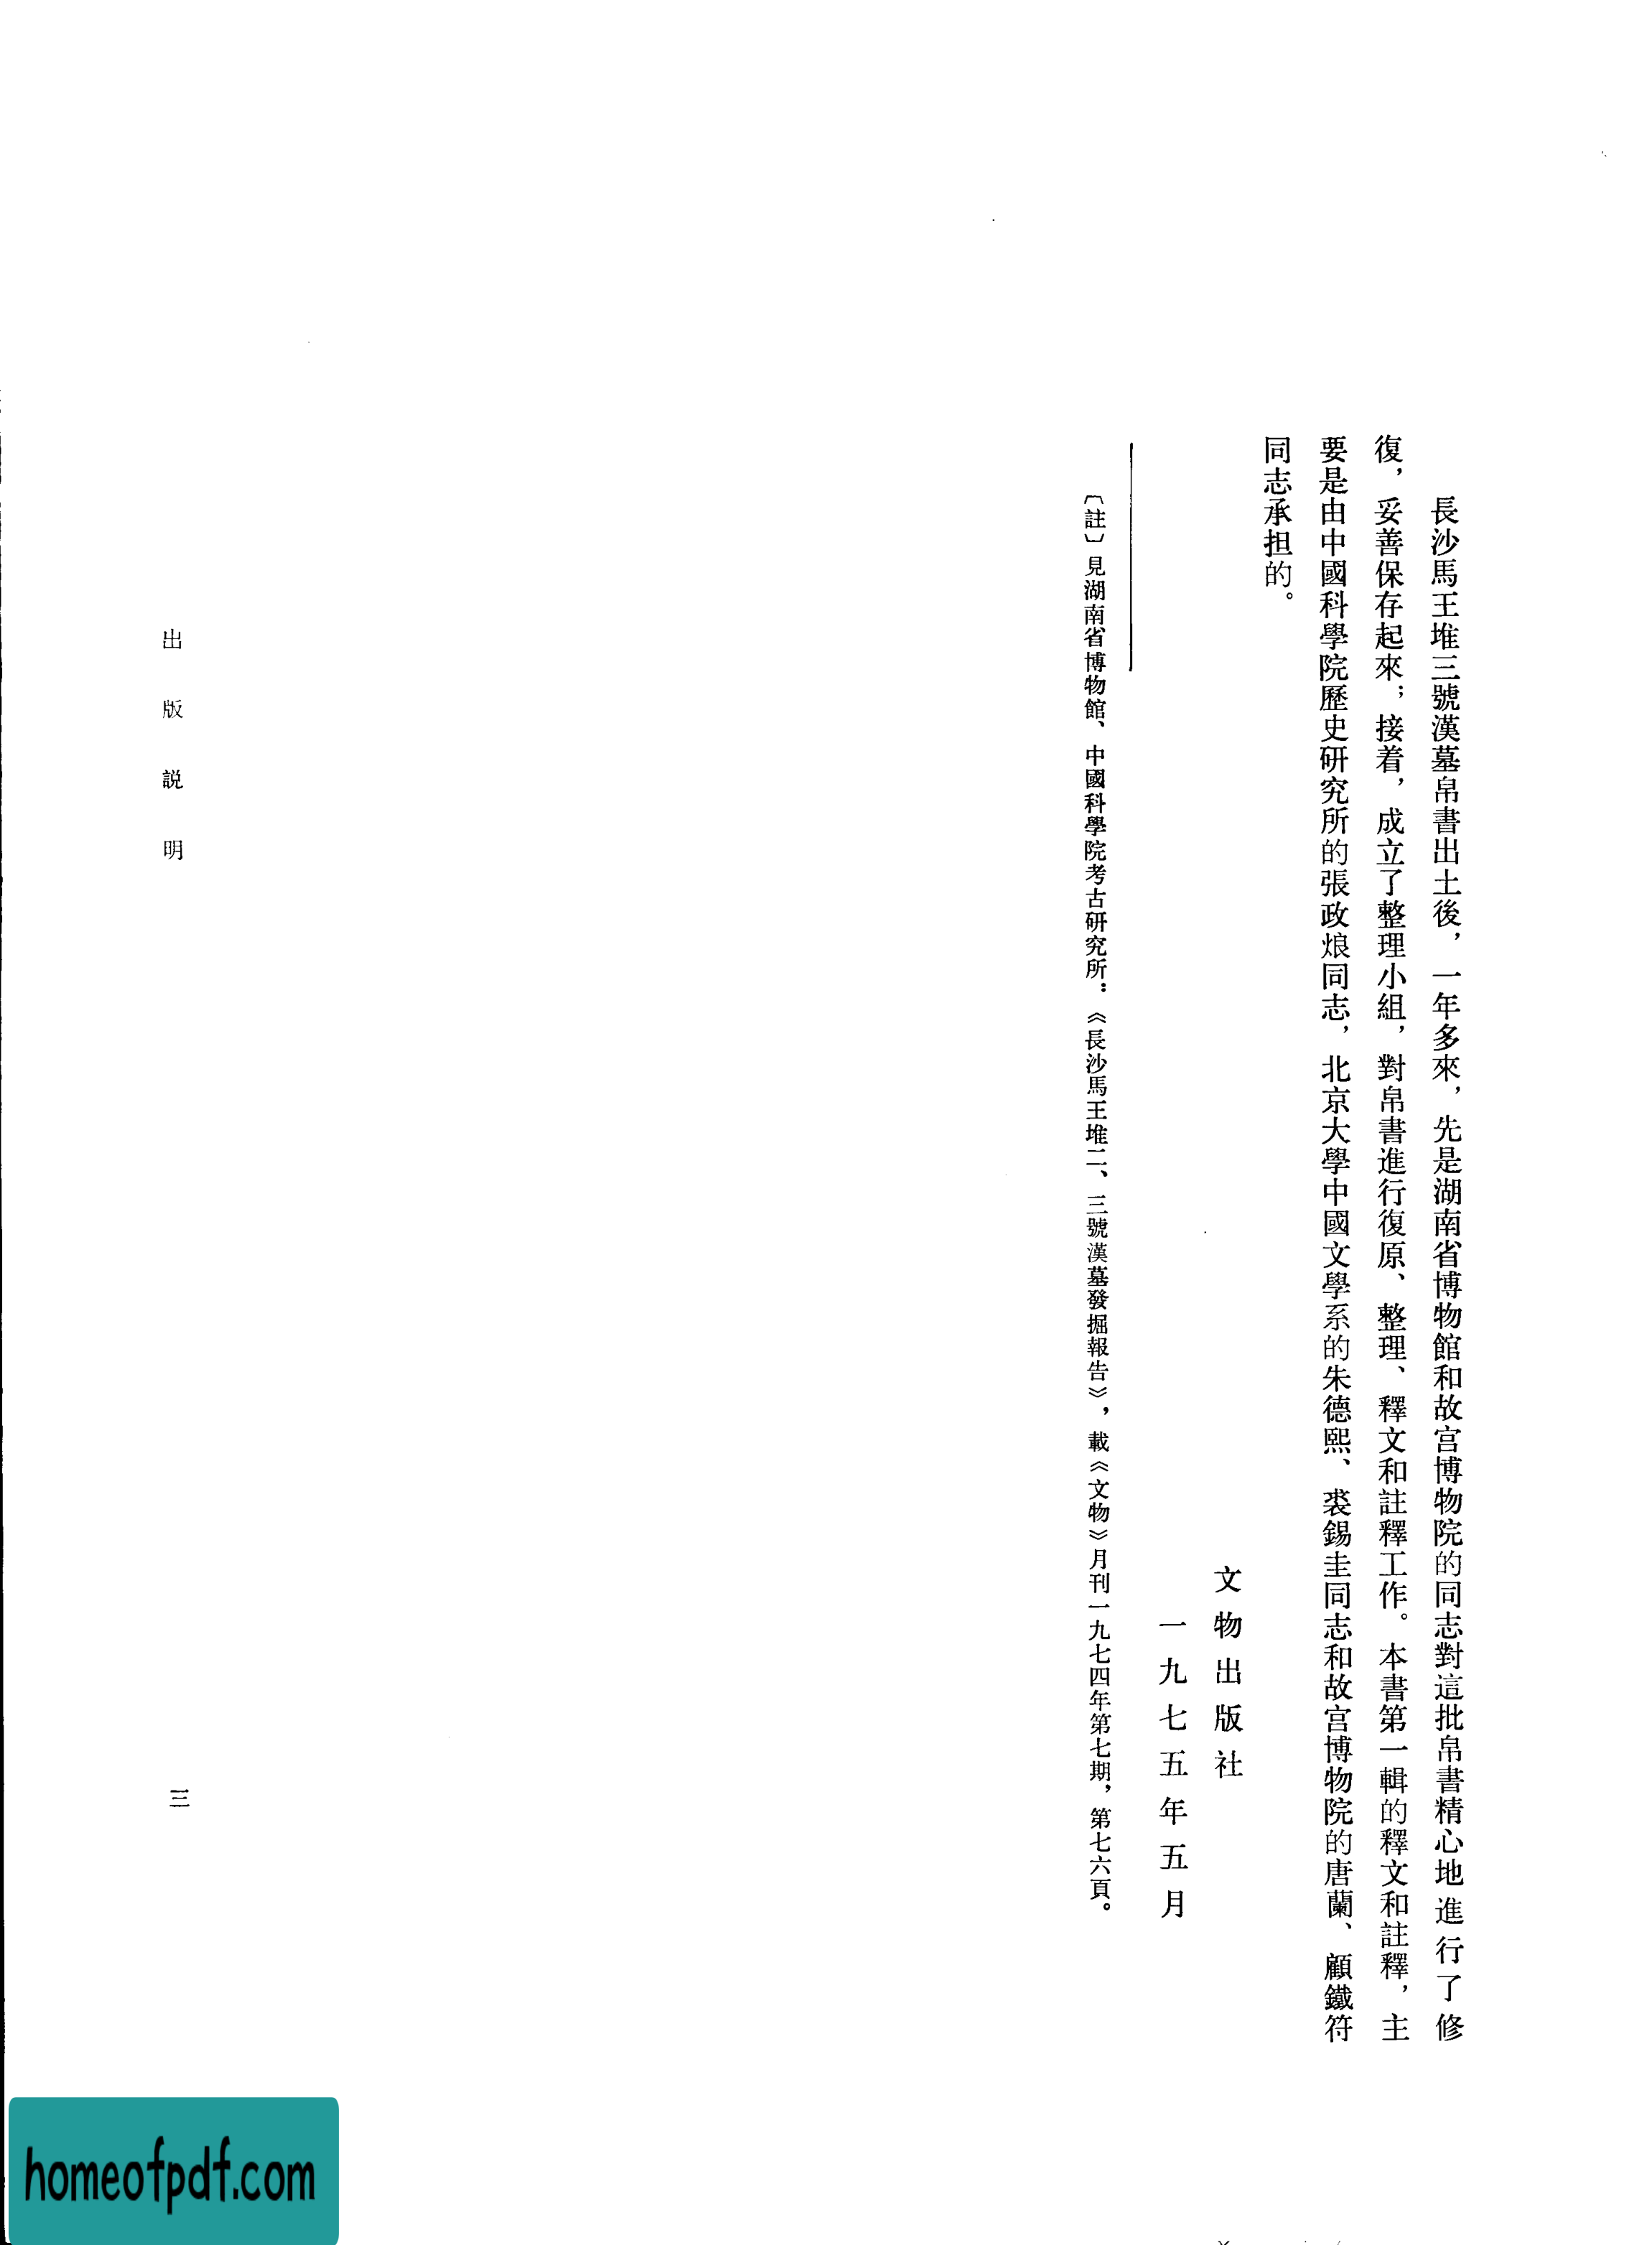 長沙馬王堆三號漢墓帛書出土後，一年多來，先是湖南省博物館和故宫博物院的同志對這批帛書精心地進行了修
復，妥善保存起來；接着，成立了整理小組，對帛書進行復原、整理、釋文和註釋工作。本書第一輯的釋文和註釋，主
要是由中國科學院歷史研究所的張政烺同志，北京大學中國文學系的朱德熙、裘錫圭同志和故宫博物院的唐蘭、顧鐵符
同志承担的。
文物出版社
一九七五年五月
〔註〕見湖南省博物館、中國科學院考古研究所：《長沙馬王堆二、三號漢墓發掘報告》，載《文物》月刊一九七四年第七期，第七六頁。
出版説明
三
homeofpdf.com